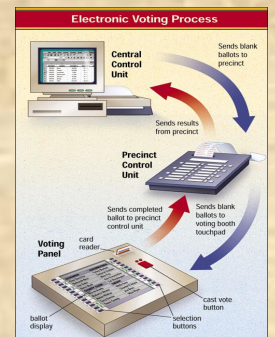 Electronic Voting Process
Central
Control
Unit
Sends blank
ballots to
precinct
Sends results
from precinct
Precinct
Control
Unit
Sends completed
ballot to precinct
control unit
Sends blank
ballots to
voting booth
touchpad
Voting
Panel
card
reader
cast vote
button
ballot
display
selection
buttons